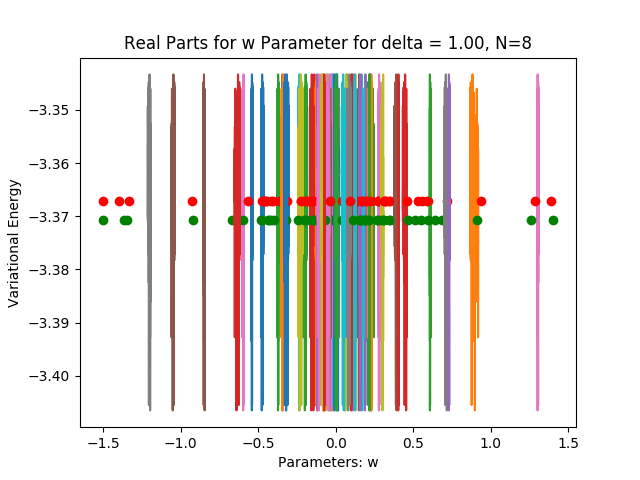 Real Parts for w Parameter for delta = 1.00, N=8
Variational Energy
−3.35
−3.36
−3.37
−3.38
−3.39
−3.40
−1.5 −1.0 −0.5 0.0 0.5 1.0 1.5
Parameters: w